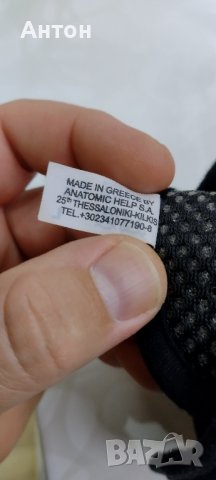 Антон
MADE IN GREECE BY
ANATOMIC HELP S.A.
25th THESSALONIKI-KILKIS
TEL.+302341077190-8
BAZAR